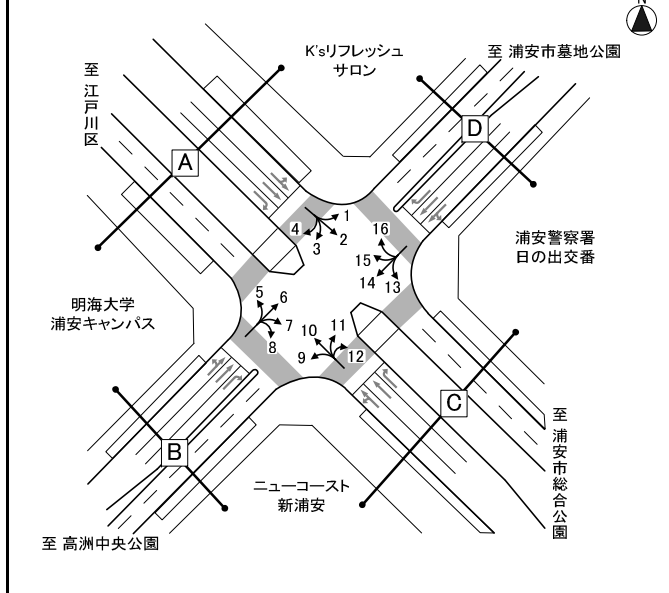 N
K'sリフレッシュ
サロン
至 浦安市墓地公園
至 江戸川区
A
D
1
2
3
4
16
15
14
13
浦安警察署
日の出交番
明海大学
浦安キャンパス
5
6
7
8
9
10
11
12
B
C
ニューコースト
新浦安
至 浦安市総合公園
至 高洲中央公園